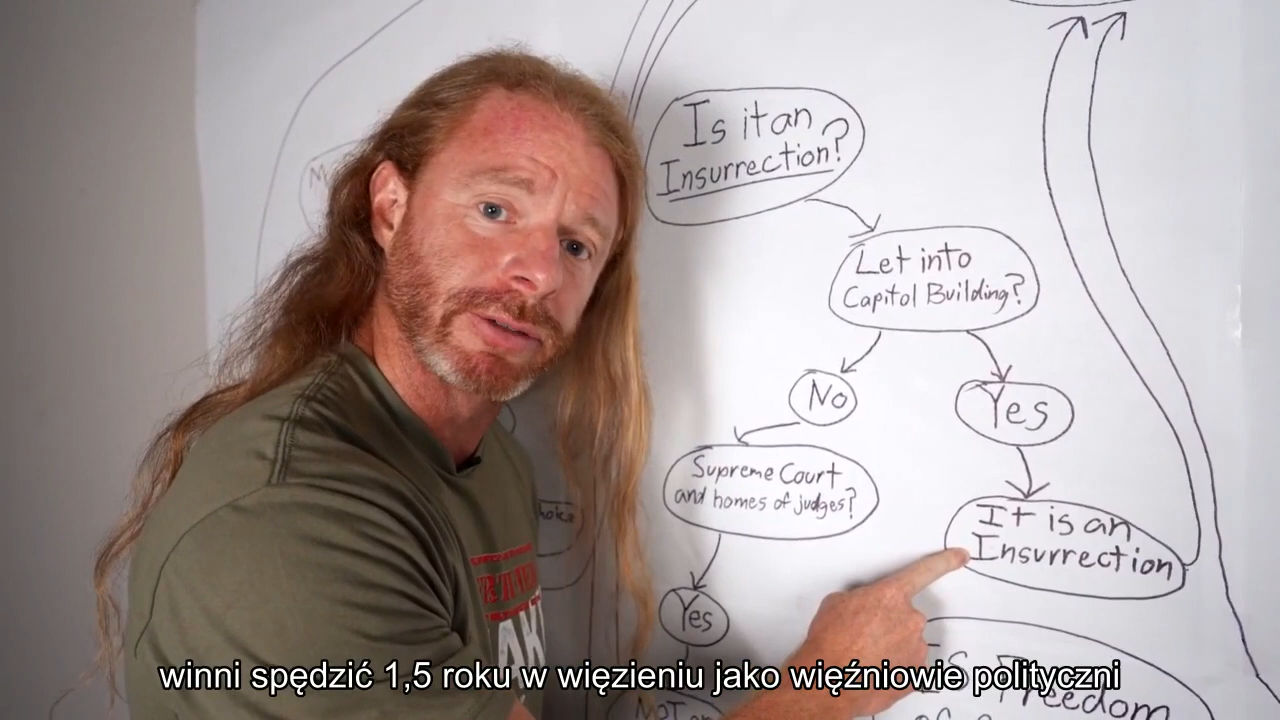 Is it an
Insurrection?
Let into
Capitol Building?
No
Yes
Supreme Court
and homes of judges?
It is an
Insurrection
Yes
Freedom
winni spędzić 1,5 roku w więzieniu jako więźniowie polityczni